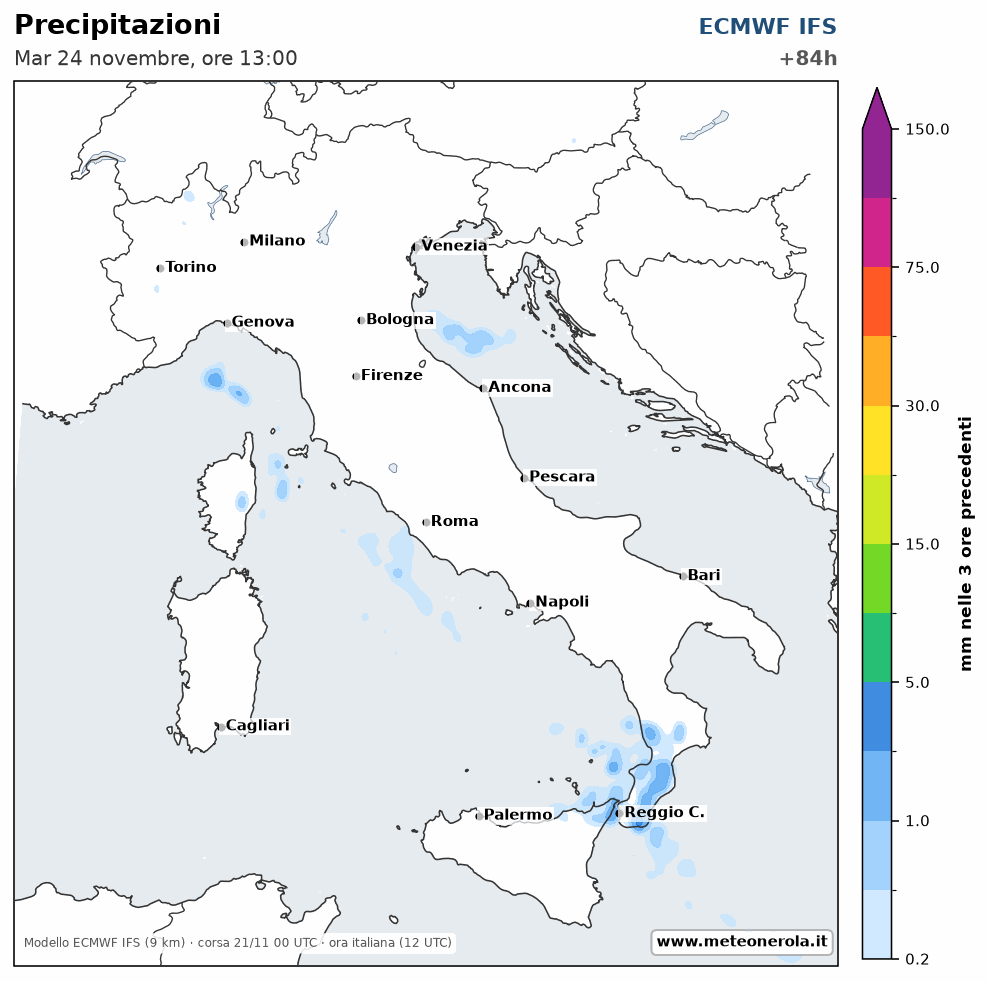 Precipitazioni
ECMWF IFS
Mar 24 novembre, ore 13:00
+84h
150.0
75.0
30.0
15.0
5.0
1.0
0.2
mm nelle 3 ore precedenti
Milano
Venezia
Torino
Genova
Bologna
Firenze
Ancona
Pescara
Roma
Bari
Napoli
Cagliari
Palermo
Reggio C.
Modello ECMWF IFS (9 km) · corsa 21/11 00 UTC · ora italiana (12 UTC)
www.meteonerola.it